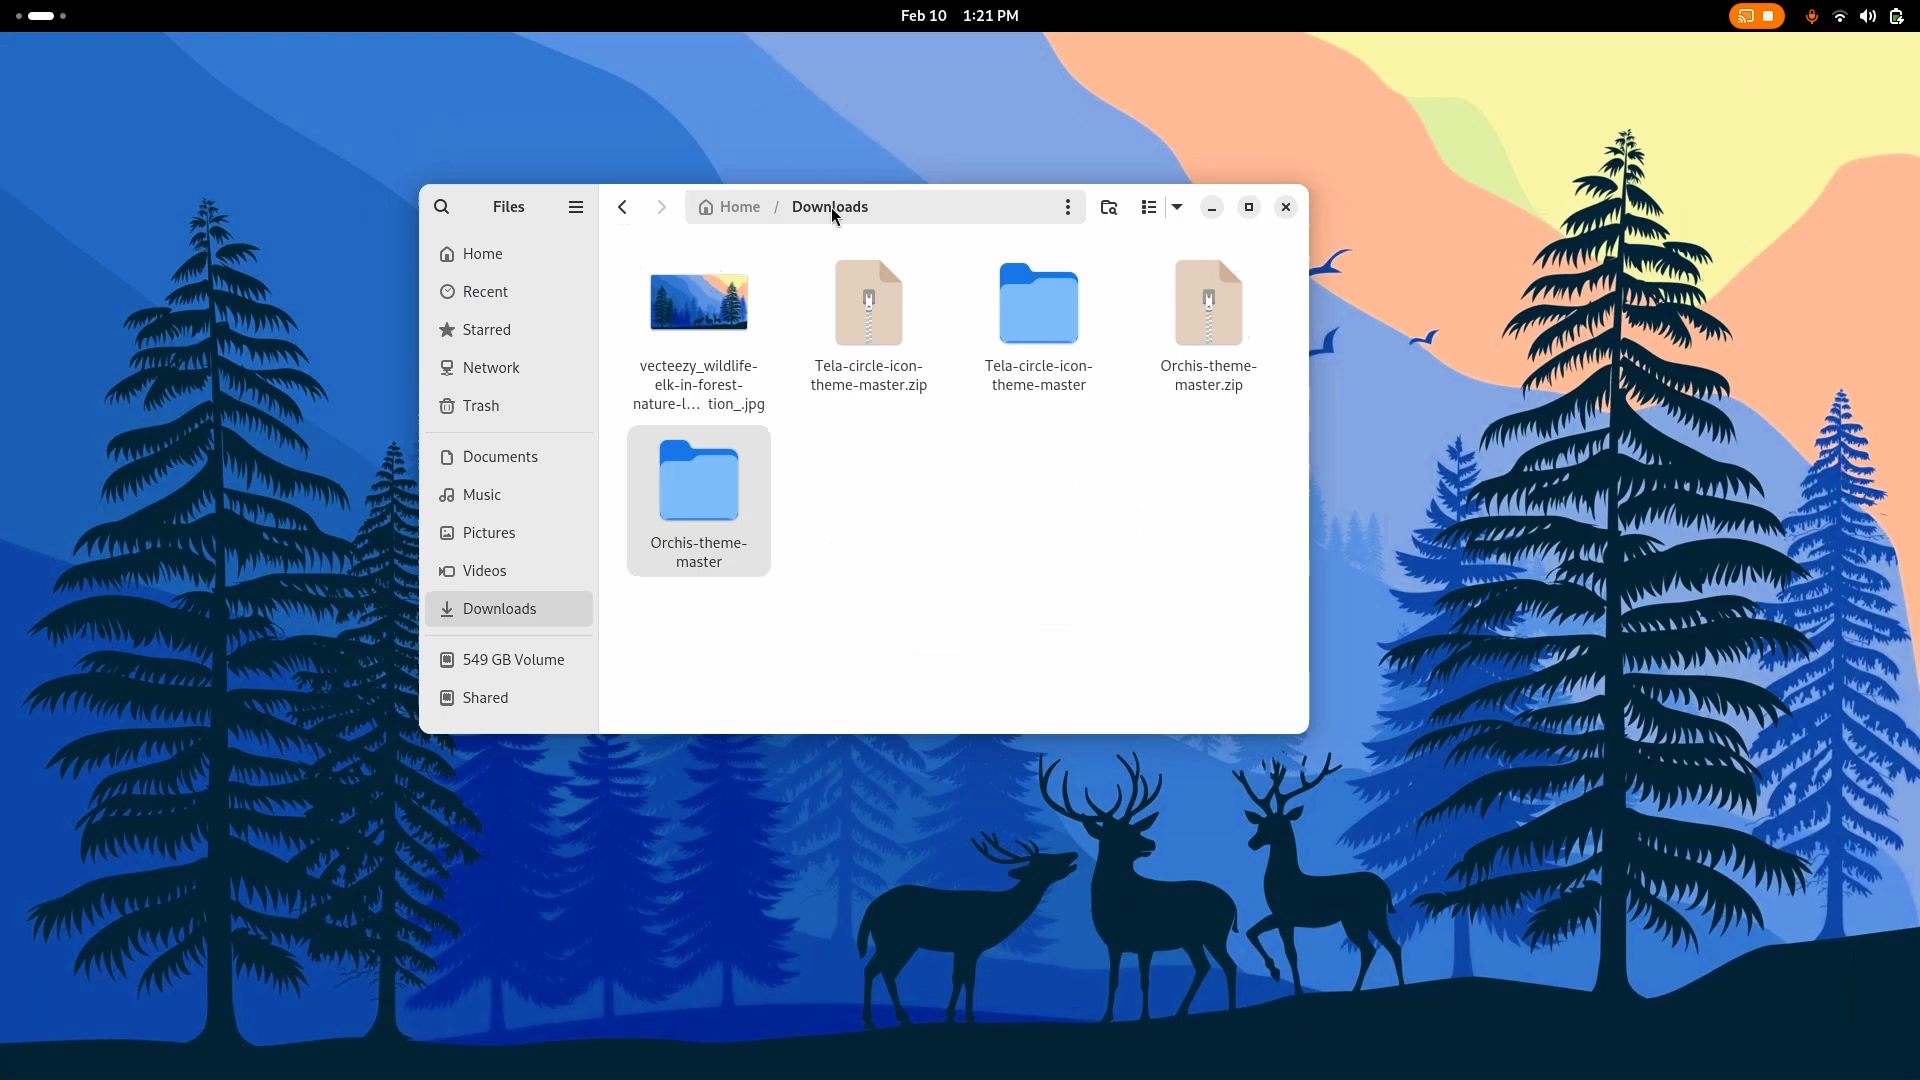 Feb 10 1:21 PM
Files
Home / Downloads
Home
Recent
Starred
Network
Trash
Documents
Music
Pictures
Videos
Downloads
549 GB Volume
Shared
vecteezy_wildlife-
elk-in-forest-
nature-l... tion_.jpg
Tela-circle-icon-
theme-master.zip
Tela-circle-icon-
theme-master
Orchis-theme-
master.zip
Orchis-theme-
master